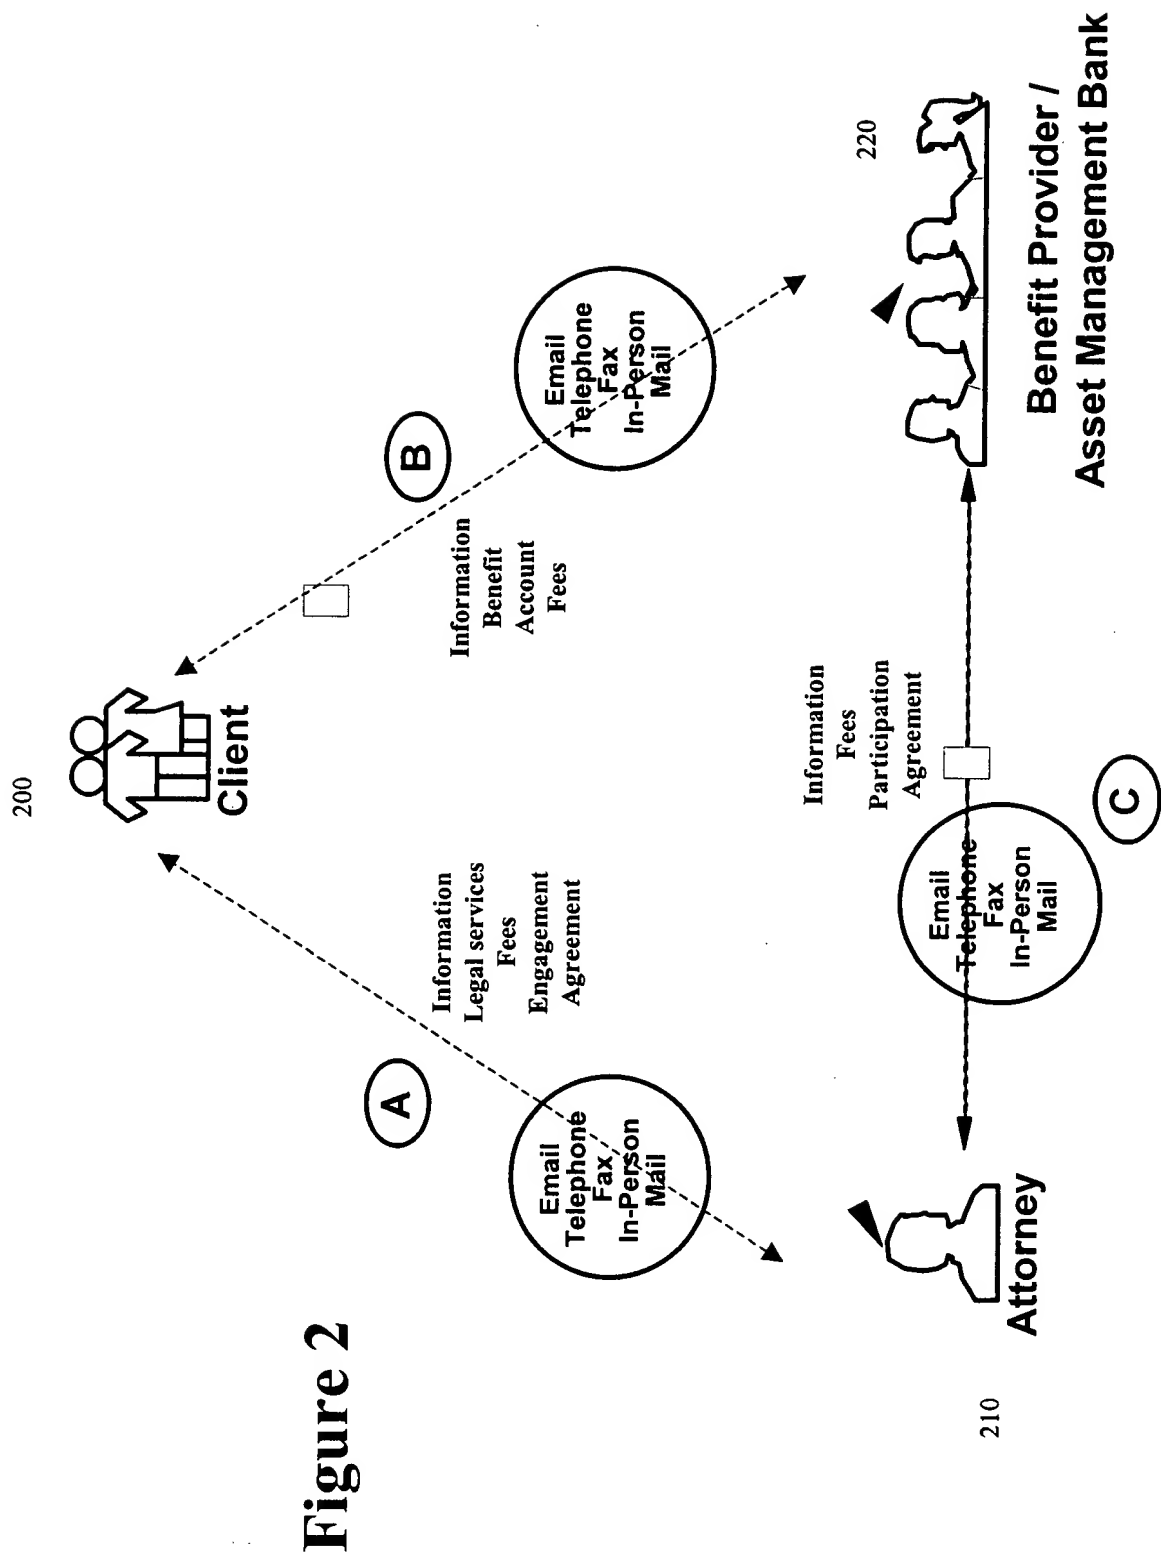 Figure 2
200
Client
A
Information
Legal services
Fees
Engagement
Agreement
Email
Telephone
Fax
In-Person
Mail
B
Information
Benefit
Account
Fees
Email
Telephone
Fax
In-Person
Mail
210
Attorney
Information
Fees
Participation
Agreement
Email
Telephone
Fax
In-Person
Mail
C
220
Benefit Provider /
Asset Management Bank